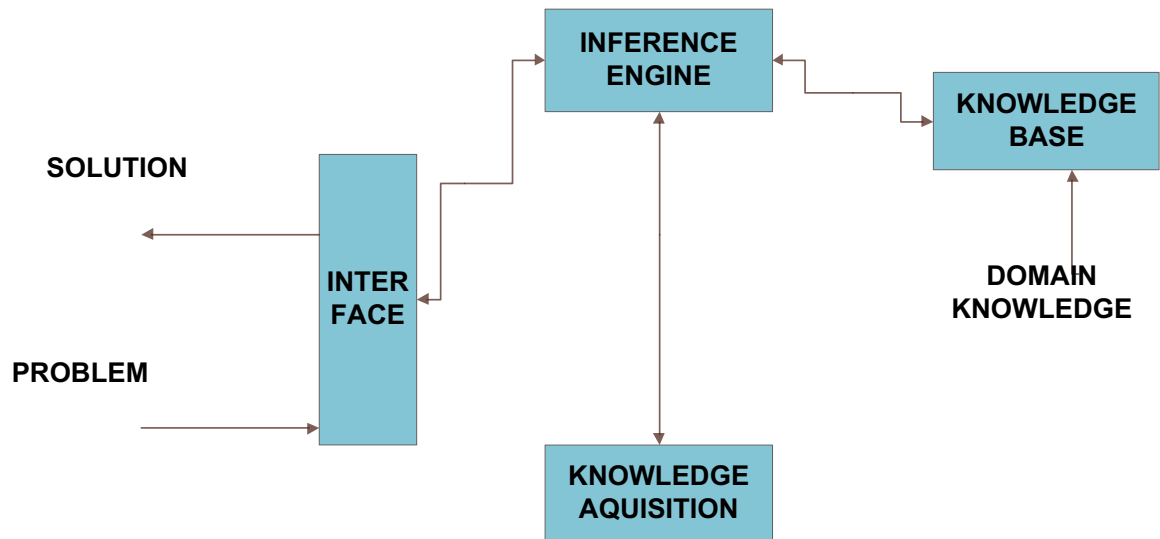 INFERENCE
ENGINE
KNOWLEDGE
BASE
SOLUTION
INTER
FACE
DOMAIN
KNOWLEDGE
PROBLEM
KNOWLEDGE
AQUISITION